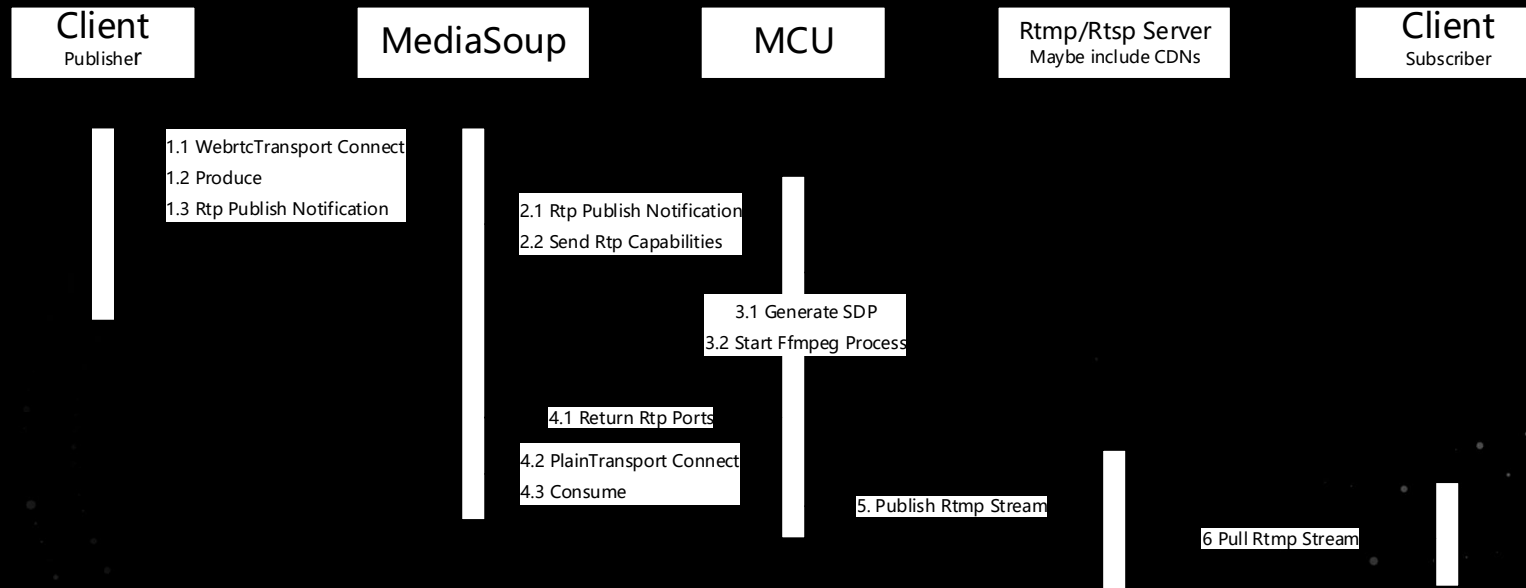 Client
Publisher
MediaSoup
MCU
Rtmp/Rtsp Server
Maybe include CDNs
Client
Subscriber
1.1 WebrtcTransport Connect
1.2 Produce
1.3 Rtp Publish Notification
2.1 Rtp Publish Notification
2.2 Send Rtp Capabilities
3.1 Generate SDP
3.2 Start Ffmpeg Process
4.1 Return Rtp Ports
4.2 PlainTransport Connect
4.3 Consume
5. Publish Rtmp Stream
6 Pull Rtmp Stream